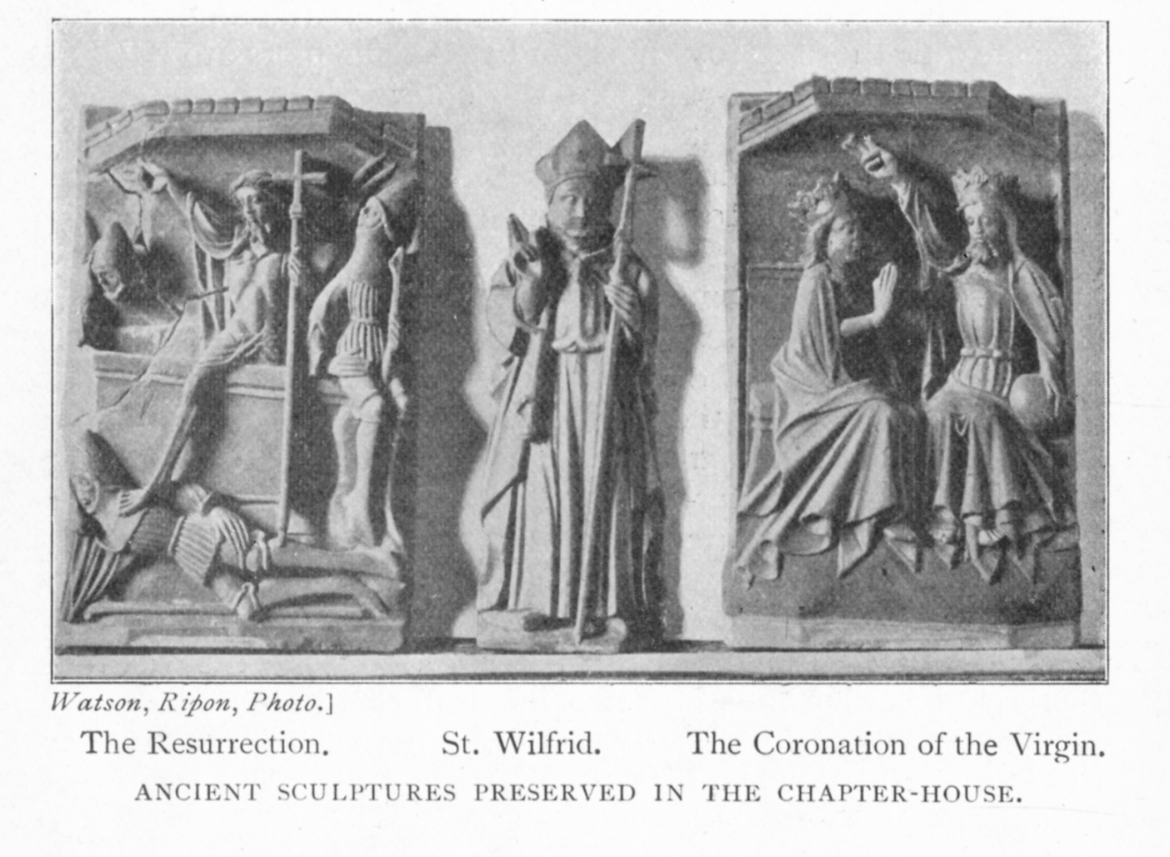 Watson, Ripon, Photo.]
The Resurrection. St. Wilfrid. The Coronation of the Virgin.
ANCIENT SCULPTURES PRESERVED IN THE CHAPTER-HOUSE.